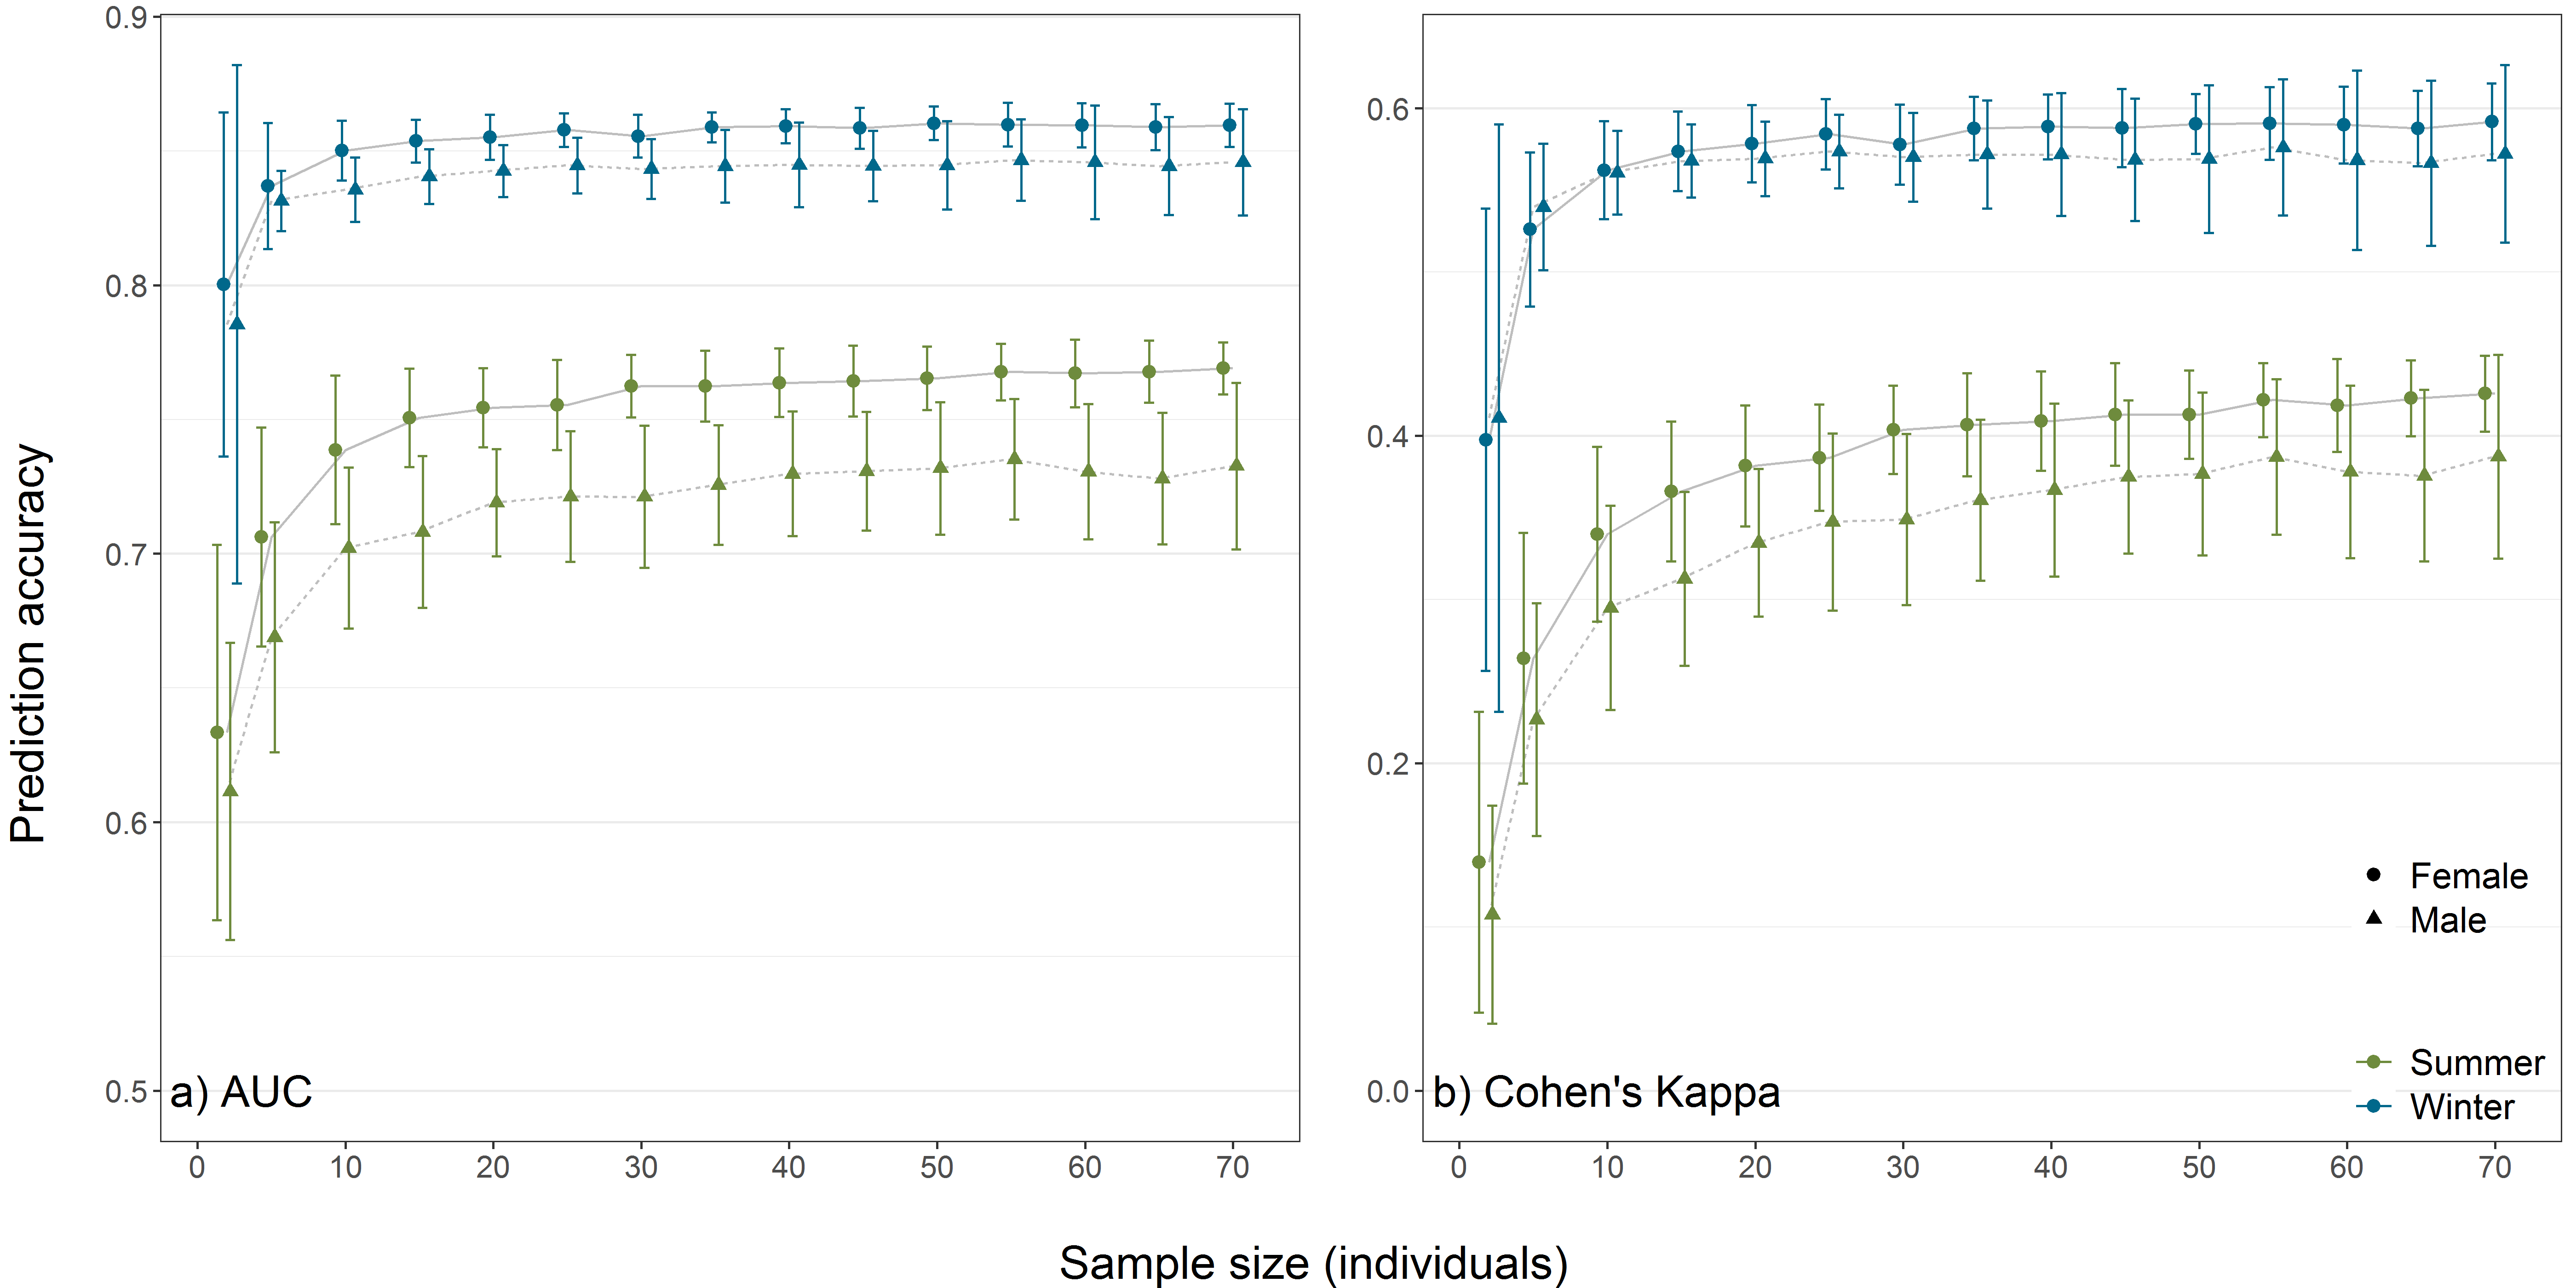 Prediction accuracy
0.9
0.8
0.7
0.6
0.5
a) AUC
0 10 20 30 40 50 60 70
0.6
0.4
0.2
0.0
b) Cohen's Kappa
Female
Male
Summer
Winter
0 10 20 30 40 50 60 70
Sample size (individuals)